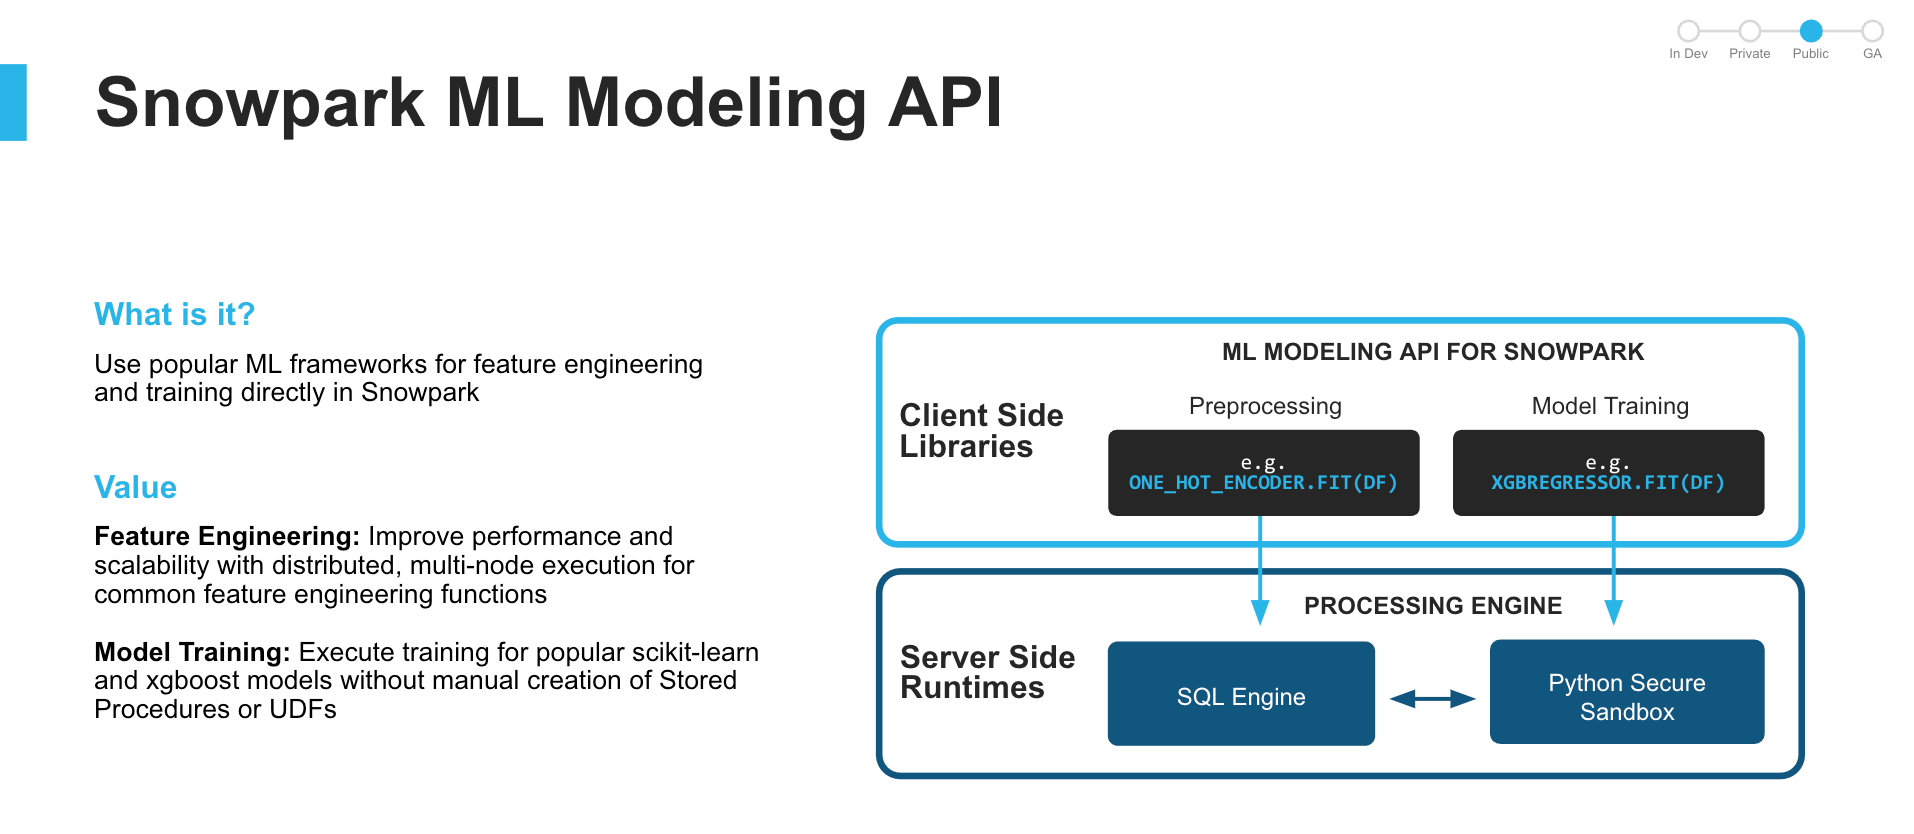 In Dev
Private
Public
GA
Snowpark ML Modeling API
What is it?
Use popular ML frameworks for feature engineering
and training directly in Snowpark
Value
Feature Engineering: Improve performance and
scalability with distributed, multi-node execution for
common feature engineering functions
Model Training: Execute training for popular scikit-learn
and xgboost models without manual creation of Stored
Procedures or UDFs
ML MODELING API FOR SNOWPARK
Client Side
Libraries
Preprocessing
e.g.
ONE_HOT_ENCODER.FIT(DF)
Model Training
e.g.
XGBREGRESSOR.FIT(DF)
PROCESSING ENGINE
Server Side
Runtimes
SQL Engine
Python Secure
Sandbox